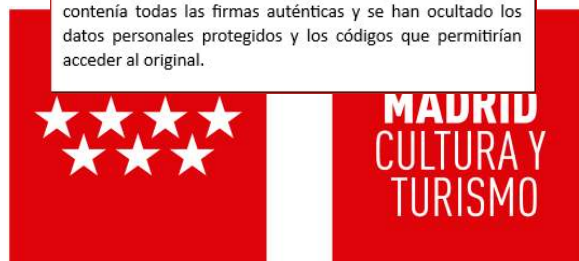 contenía todas las firmas auténticas y se han ocultado los
datos personales protegidos y los códigos que permitirían
acceder al original.
MADRID
CULTURA Y
TURISMO